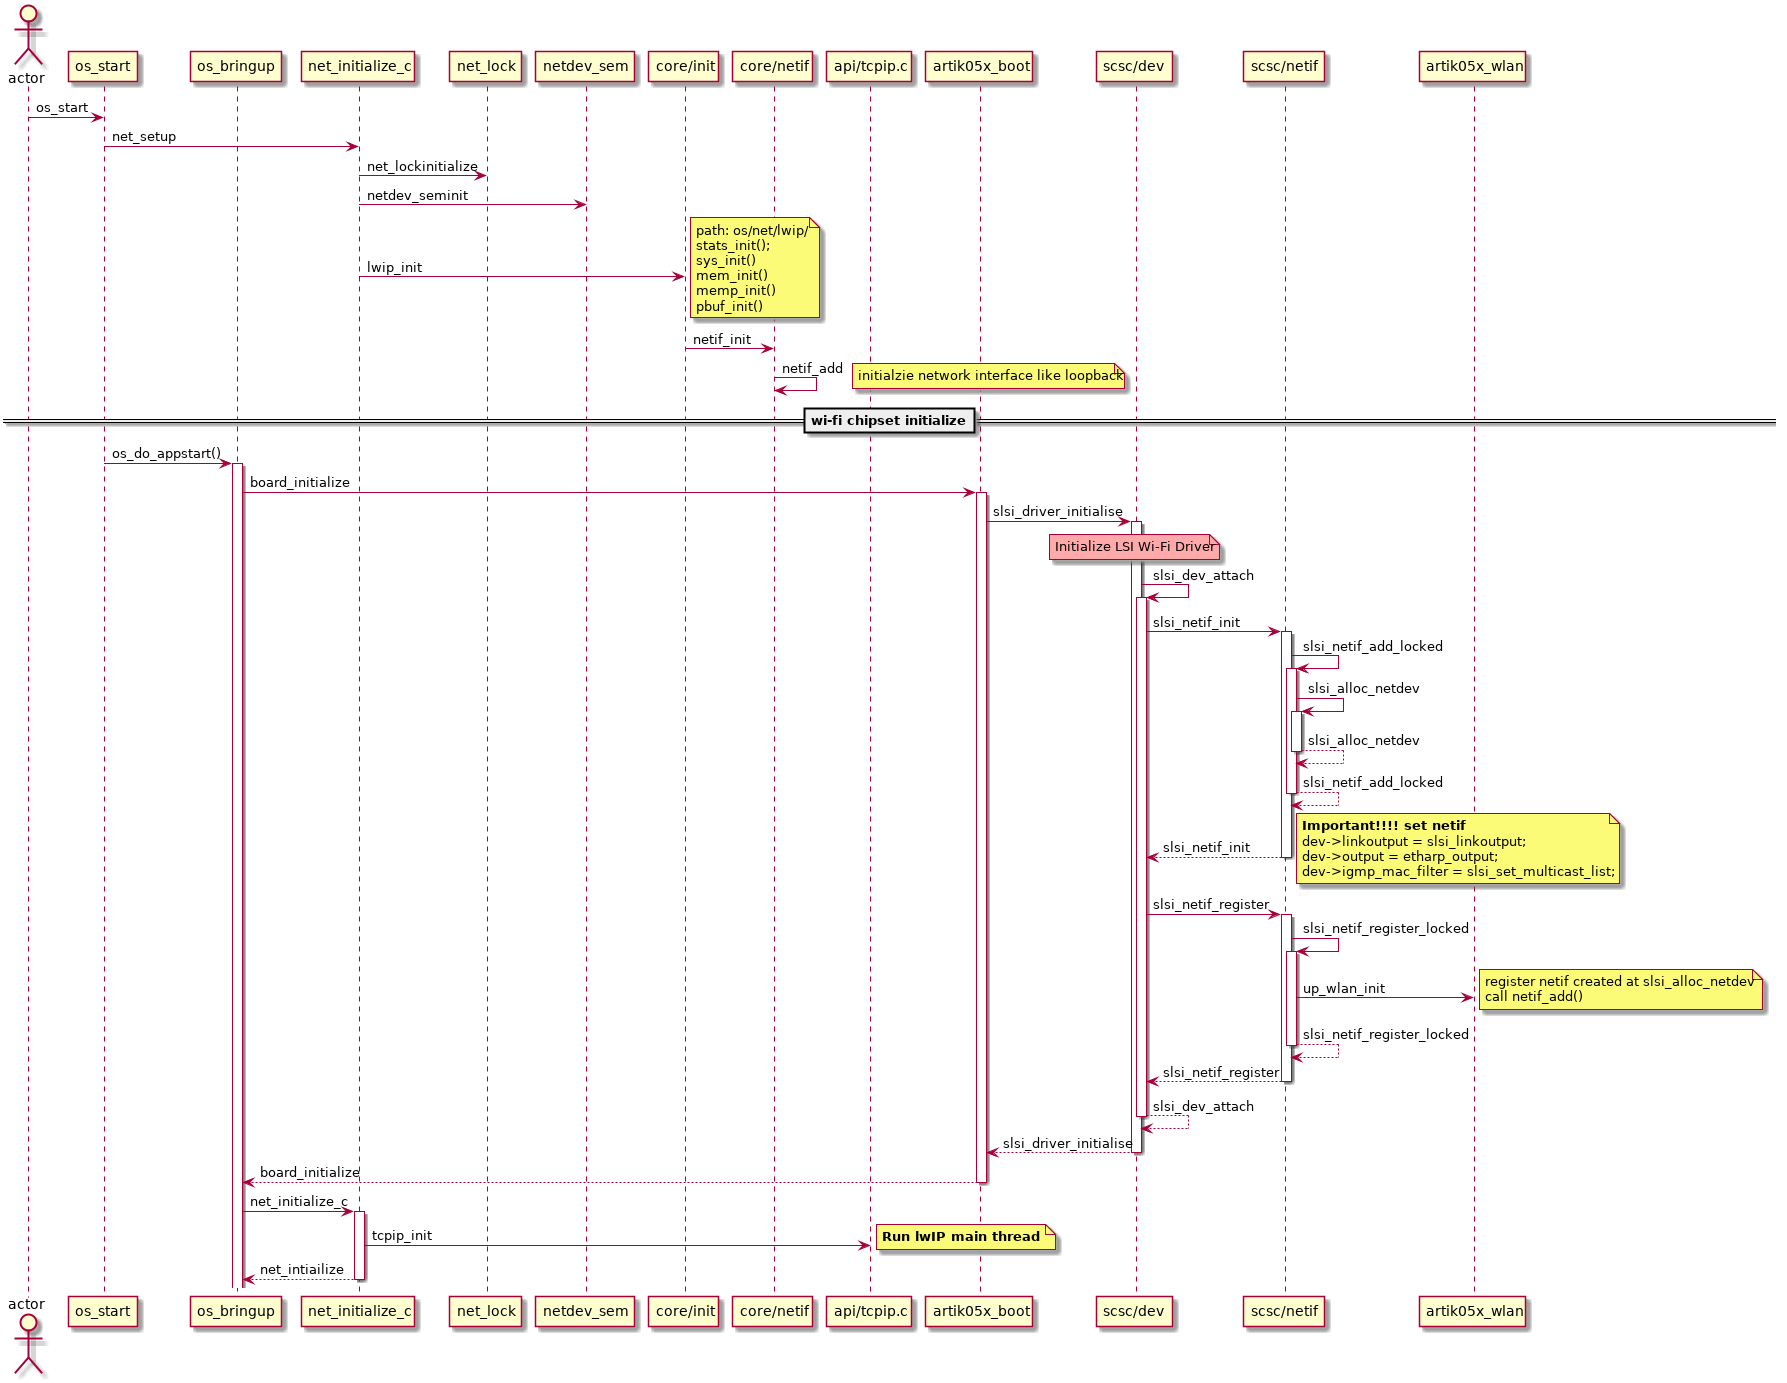 actor
os_start
os_bringup
net_initialize_c
net_lock
netdev_sem
core/init
core/netif
api/tcpip.c
artik05x_boot
scsc/dev
scsc/netif
artik05x_wlan
os_start
net_setup
net_lockinitialize
netdev_seminit
path: os/net/lwip/
stats_init();
sys_init()
mem_init()
memp_init()
pbuf_init()
lwip_init
netif_init
netif_add
initialzie network interface like loopback
wi-fi chipset initialize
os_do_appstart()
board_initialize
slsi_driver_initialise
Initialize LSI Wi-Fi Driver
slsi_dev_attach
slsi_netif_init
slsi_netif_add_locked
slsi_alloc_netdev
slsi_alloc_netdev
slsi_netif_add_locked
Important!!!! set netif
dev->linkoutput = slsi_linkoutput;
dev->output = etharp_output;
dev->igmp_mac_filter = slsi_set_multicast_list;
slsi_netif_init
slsi_netif_register
slsi_netif_register_locked
register netif created at slsi_alloc_netdev
call netif_add()
up_wlan_init
slsi_netif_register_locked
slsi_netif_register
slsi_dev_attach
slsi_driver_initialise
board_initialize
net_initialize_c
tcpip_init
Run lwIP main thread
net_intiailize
actor
os_start
os_bringup
net_initialize_c
net_lock
netdev_sem
core/init
core/netif
api/tcpip.c
artik05x_boot
scsc/dev
scsc/netif
artik05x_wlan